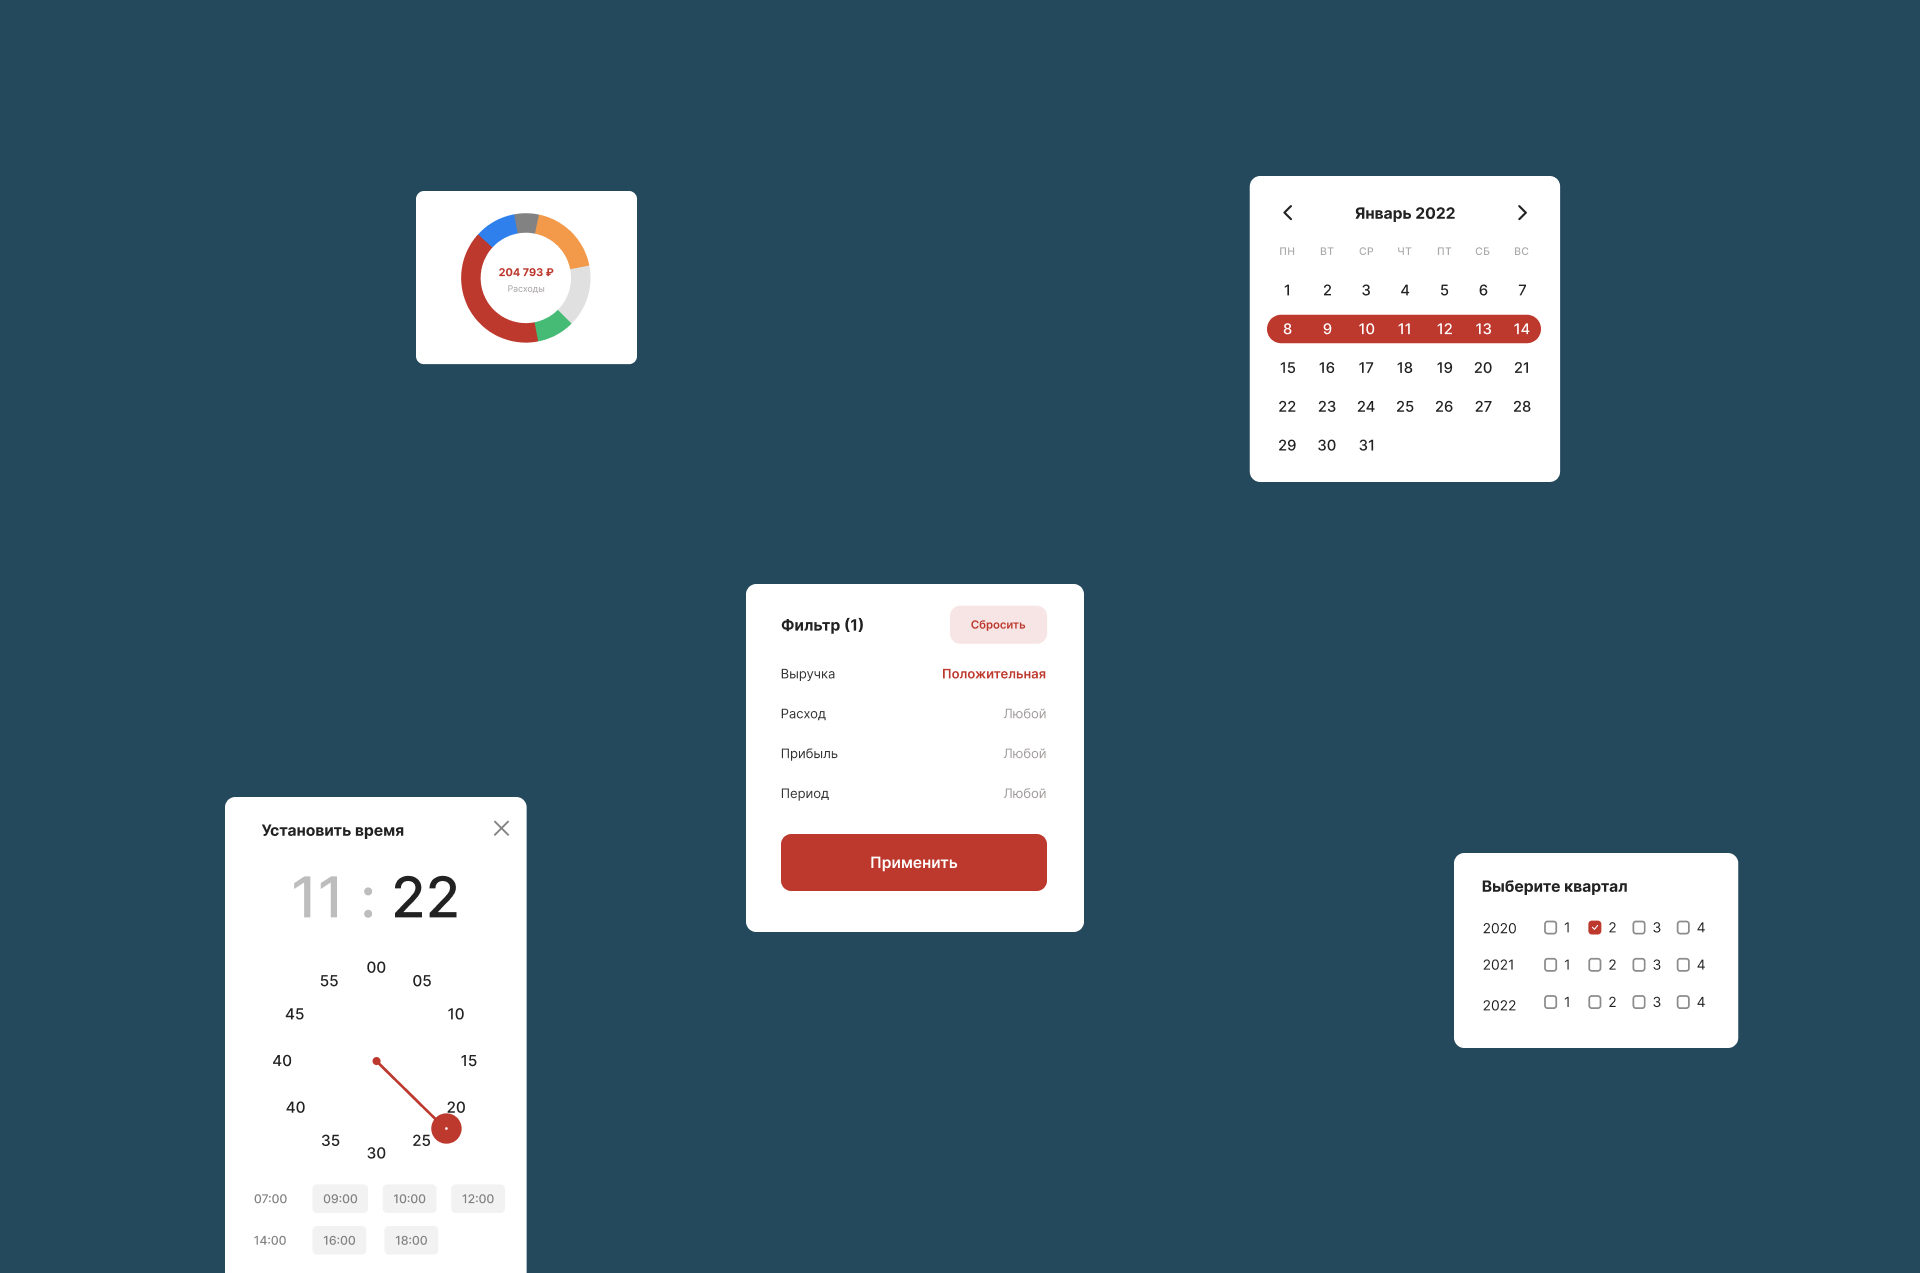 204 793 ₽
Расходы
Январь 2022
ПН ВТ СР ЧТ ПТ СБ ВС
1 2 3 4 5 6 7
8 9 10 11 12 13 14
15 16 17 18 19 20 21
22 23 24 25 26 27 28
29 30 31
Фильтр (1) Сбросить
Выручка Положительная
Расход Любой
Прибыль Любой
Период Любой
Применить
Установить время
11 : 22
00
55 05
45 10
40 15
40 20
35 25
30
07:00 09:00 10:00 12:00
14:00 16:00 18:00
Выберите квартал
2020 1 2 3 4
2021 1 2 3 4
2022 1 2 3 4